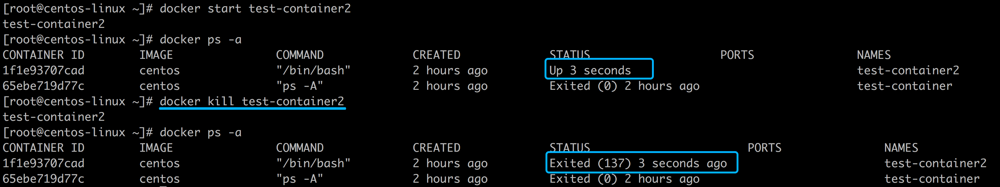 [root@centos-linux ~]# docker start test-container2
test-container2
[root@centos-linux ~]# docker ps -a
CONTAINER ID        IMAGE               COMMAND             CREATED             STATUS                   PORTS               NAMES
1f1e93707cad        centos              "/bin/bash"         2 hours ago         Up 3 seconds                                 test-container2
65ebe719d77c        centos              "ps -A"             2 hours ago         Exited (0) 2 hours ago                       test-container
[root@centos-linux ~]# docker kill test-container2
test-container2
[root@centos-linux ~]# docker ps -a
CONTAINER ID        IMAGE               COMMAND             CREATED             STATUS                       PORTS               NAMES
1f1e93707cad        centos              "/bin/bash"         2 hours ago         Exited (137) 3 seconds ago                       test-container2
65ebe719d77c        centos              "ps -A"             2 hours ago         Exited (0) 2 hours ago                           test-container